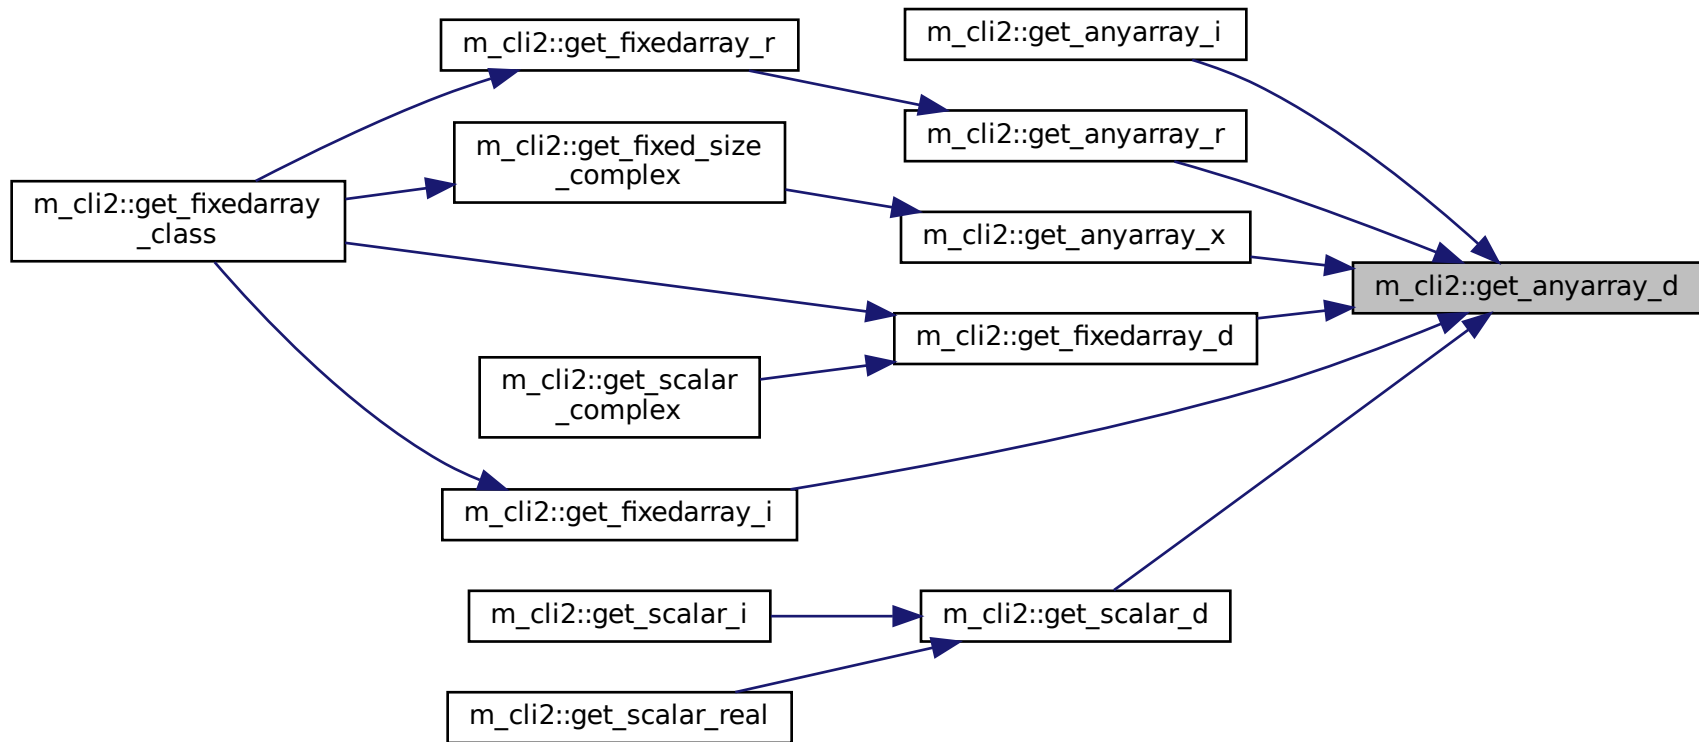 m_cli2::get_fixedarray_r
m_cli2::get_anyarray_i
m_cli2::get_anyarray_r
m_cli2::get_fixed_size
_complex
m_cli2::get_fixedarray
_class
m_cli2::get_anyarray_x
m_cli2::get_anyarray_d
m_cli2::get_fixedarray_d
m_cli2::get_scalar
_complex
m_cli2::get_fixedarray_i
m_cli2::get_scalar_i
m_cli2::get_scalar_d
m_cli2::get_scalar_real